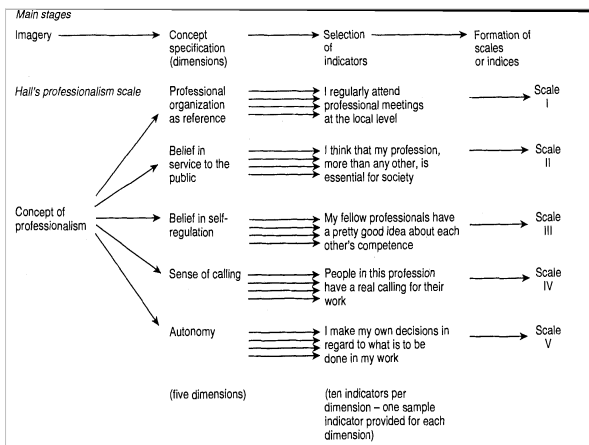 Main stages
Imagery
Concept
specification
(dimensions)
Selection
of
indicators
Formation of
scales
or indices
Hall's professionalism scale
Professional
organization
as reference
I regularly attend
professional meetings
at the local level
Scale
I
Belief in
service to the
public
I think that my profession,
more than any other, is
essential for society
Scale
II
Concept of
professionalism
Belief in self-
regulation
My fellow professionals have
a pretty good idea about each
other's competence
Scale
III
Sense of calling
People in this profession
have a real calling for their
work
Scale
IV
Autonomy
I make my own decisions in
regard to what is to be
done in my work
Scale
V
(five dimensions)
(ten indicators per
dimension – one sample
indicator provided for each
dimension)